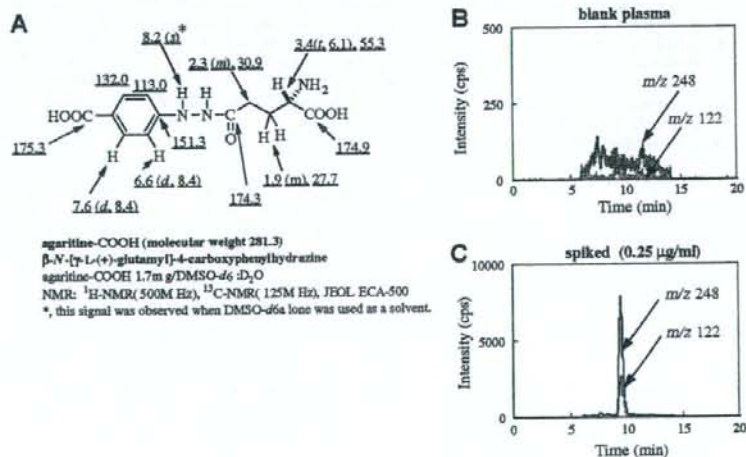 A
8.2 (s)*
3.4(t, 6.1), 55.3
2.3 (m), 30.9
132.0
113.0
H
H
NH2
HOOC
N
N
COOH
O
H
H
175.3
H
H
151.3
174.9
6.6 (d, 8.4)
174.3
1.9 (m), 27.7
7.6 (d, 8.4)
agaritine-COOH (molecular weight 281.3)
β-N-[γ-L-(+)-glutamyl]-4-carboxyphenylhydrazine
agaritine-COOH 1.7m g/DMSO-d6 :D2O
NMR: 1H-NMR( 500M Hz), 13C-NMR( 125M Hz), JEOL ECA-500
*, this signal was observed when DMSO-d6a lone was used as a solvent.
B
blank plasma
500
250
0
Intensity (cps)
m/z 248
m/z 122
0
5
10
15
20
Time (min)
C
spiked (0.25 μg/ml)
10000
5000
0
Intensity (cps)
m/z 248
m/z 122
0
5
10
15
20
Time (min)